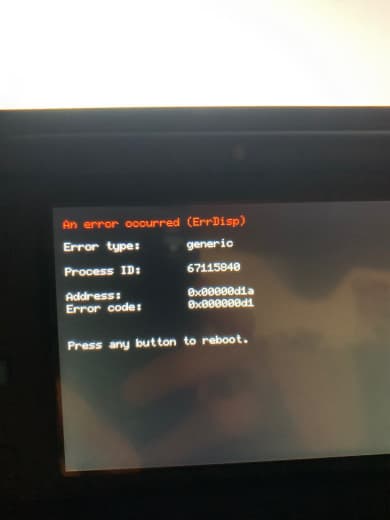 An error occurred (ErrDisp)
Error type: generic
Process ID: 67115840
Address: 0x00000d1a
Error code: 0x000000d1
Press any button to reboot.